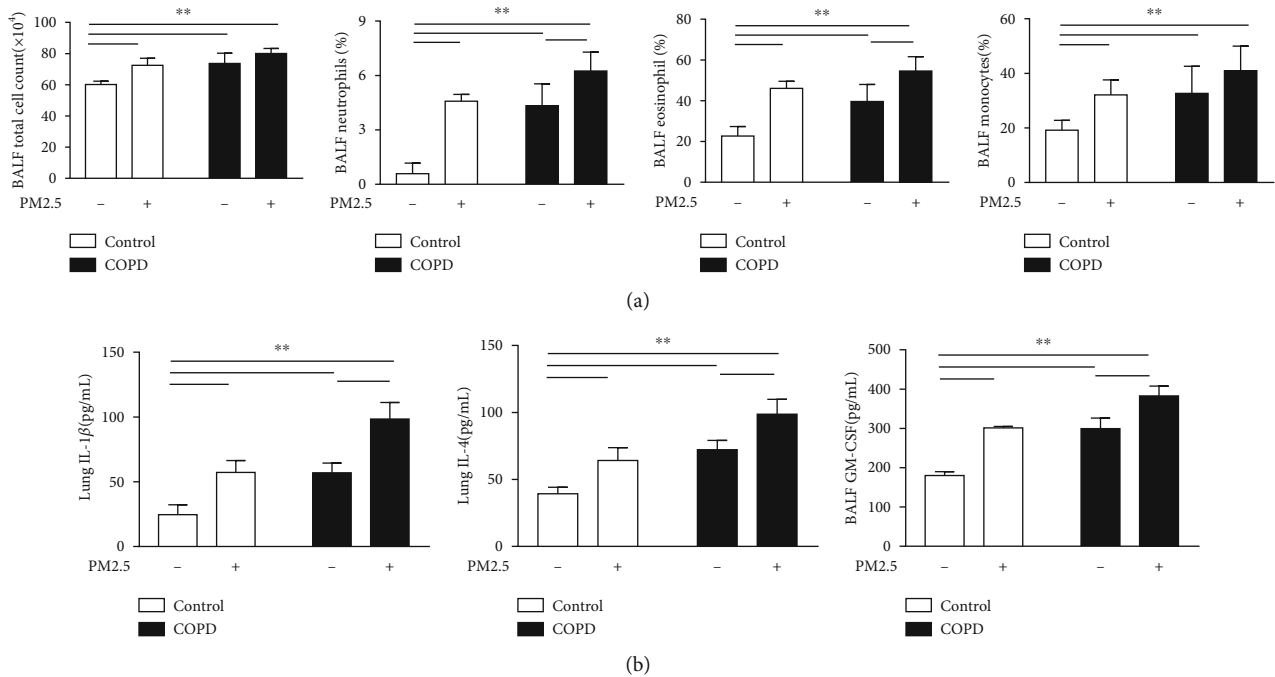 **
BALF total cell count(×10⁴)
100
80
60
40
20
0
PM2.5 – + – +
Control
COPD
**
BALF neutrophils (%)
9
6
3
0
PM2.5 – + – +
Control
COPD
**
BALF eosinophil (%)
80
60
40
20
0
PM2.5 – + – +
Control
COPD
**
BALF monocytes(%)
60
40
20
0
PM2.5 – + – +
Control
COPD
(a)
**
Lung IL-1β(pg/mL)
150
100
50
0
PM2.5 – + – +
Control
COPD
**
Lung IL-4(pg/mL)
150
100
50
0
PM2.5 – + – +
Control
COPD
**
BALF GM-CSF(pg/mL)
500
400
300
200
100
0
PM2.5 – + – +
Control
COPD
(b)